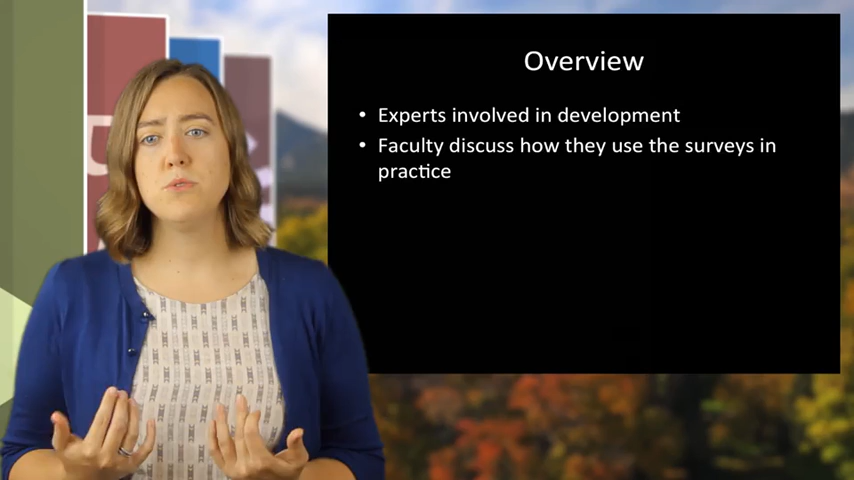 Overview
• Experts involved in development
• Faculty discuss how they use the surveys in
practice